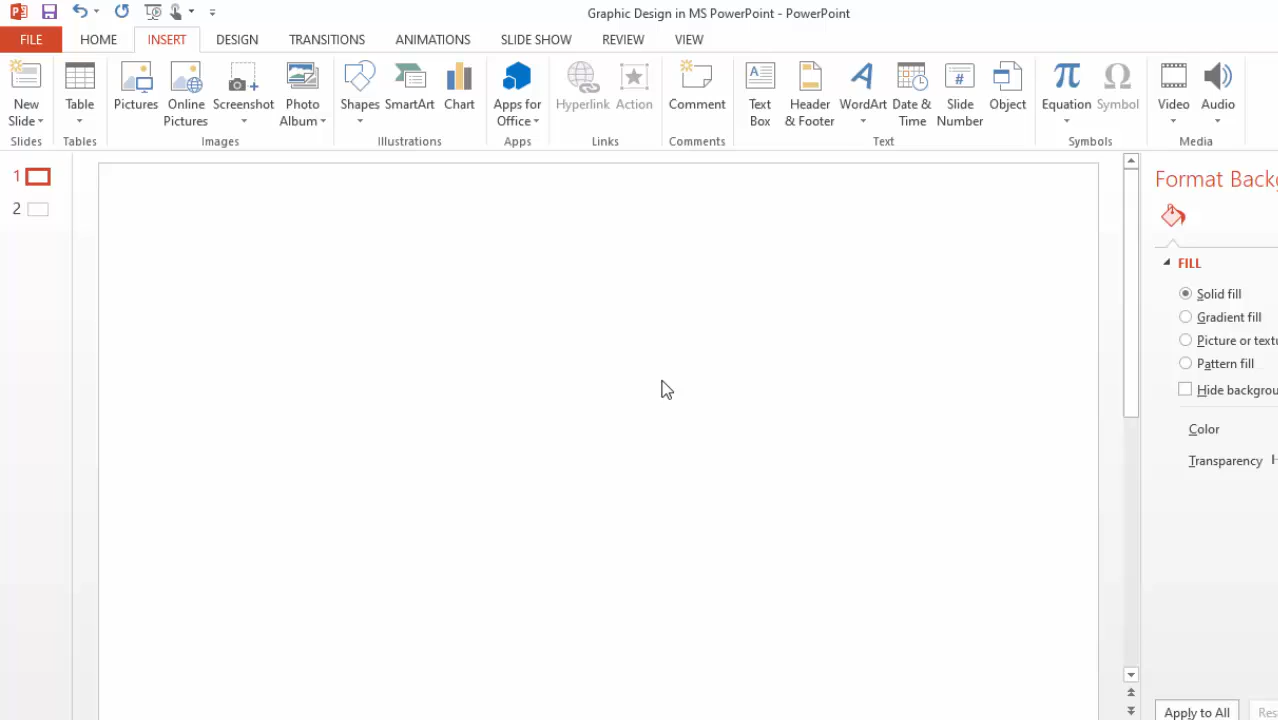 Graphic Design in MS PowerPoint - PowerPoint
FILE HOME INSERT DESIGN TRANSITIONS ANIMATIONS SLIDE SHOW REVIEW VIEW
New Slide
Table
Pictures
Online Pictures
Screenshot
Photo Album
Shapes
SmartArt
Chart
Apps for Office
Hyperlink
Action
Comment
Text Box
Header & Footer
WordArt
Date & Time
Slide Number
Object
Equation
Symbol
Video
Audio
Slides Tables Images Illustrations Apps Links Comments Text Symbols Media
1
2
Format Backg
FILL
Solid fill
Gradient fill
Picture or textu
Pattern fill
Hide backgrou
Color
Transparency
Apply to All
Res